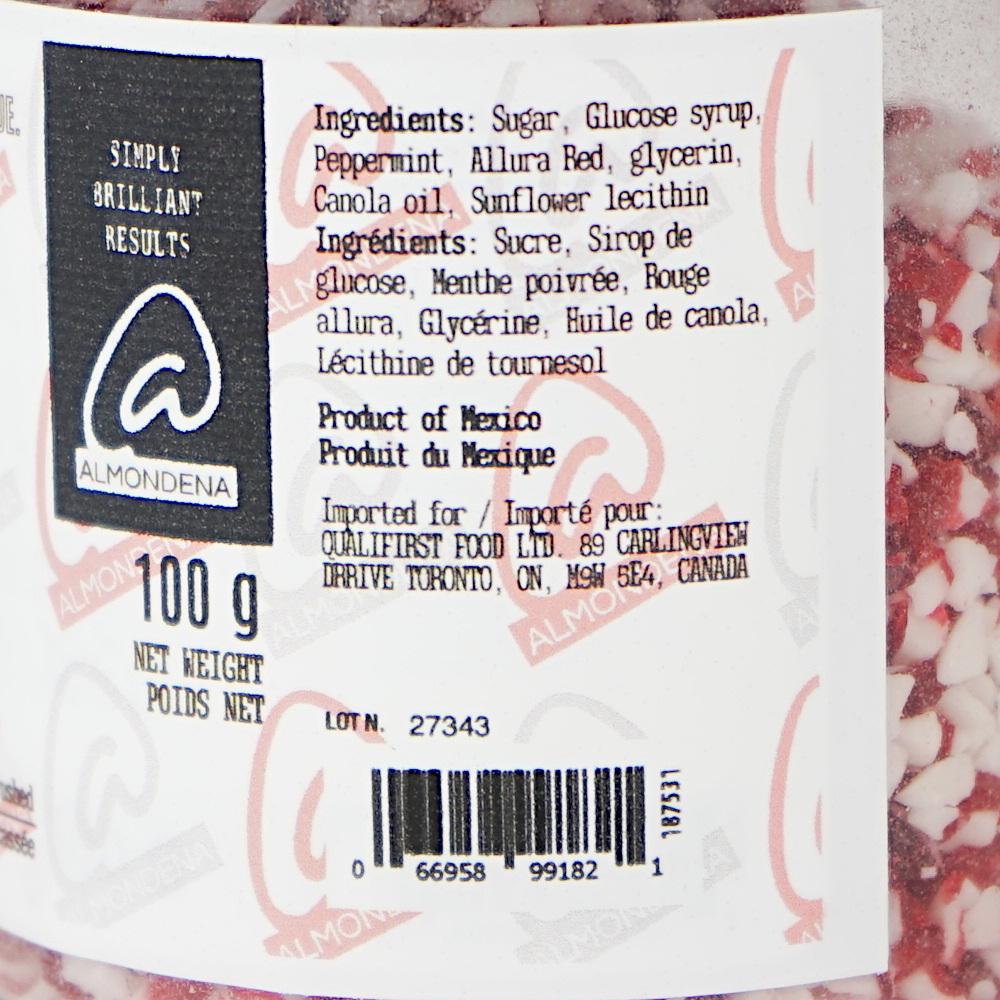 SIMPLY
BRILLIANT
RESULTS
ALMONDENA
100 g
NET WEIGHT
POIDS NET
Ingredients: Sugar, Glucose syrup,
Peppermint, Allura Red, glycerin,
Canola oil, Sunflower lecithin
Ingrédients: Sucre, Sirop de
glucose, Menthe poivrée, Rouge
allura, Glycérine, Huile de canola,
Lécithine de tournesol
Product of Mexico
Produit du Mexique
Imported for / Importé pour:
QUALIFIRST FOOD LTD. 89 CARLINGVIEW
DRRIVE TORONTO, ON, M9W 5E4, CANADA
LOT N. 27343
187531
0 66958 99182 1